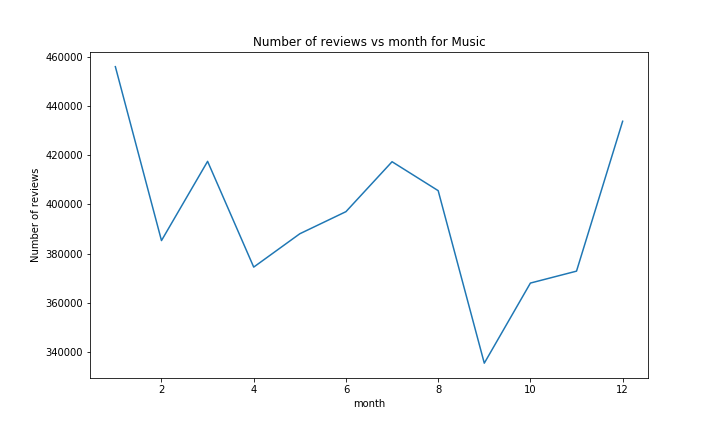 Number of reviews vs month for Music
460000
440000
420000
400000
380000
360000
340000
Number of reviews
2 4 6 8 10 12
month